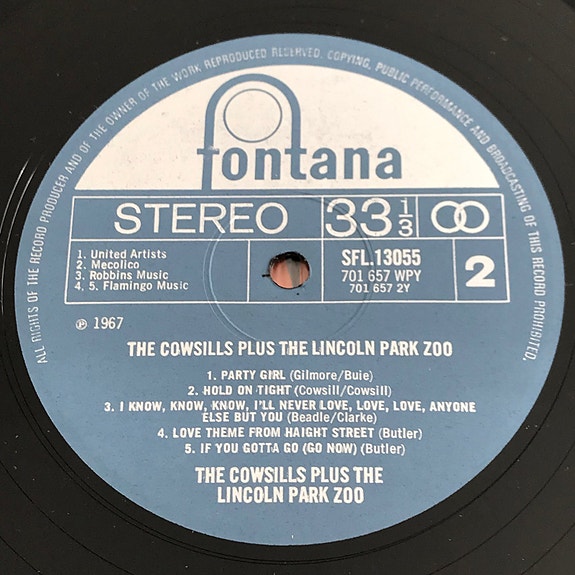 ALL RIGHTS OF THE RECORD PRODUCER AND OF THE OWNER OF THE WORK REPRODUCED RESERVED. COPYING, PUBLIC PERFORMANCE AND BROADCASTING OF THIS RECORD PROHIBITED.
fontana
STEREO 33 1/3
1. United Artists
2. Mecolico
3. Robbins Music
4. 5. Flamingo Music
SFL.13055
701 657 WPY
701 657 2Y
2
℗ 1967
THE COWSILLS PLUS THE LINCOLN PARK ZOO
1. PARTY GIRL (Gilmore/Buie)
2. HOLD ON TIGHT (Cowsill/Cowsill)
3. I KNOW, KNOW, KNOW, I'LL NEVER LOVE, LOVE, LOVE, ANYONE
ELSE BUT YOU (Beadle/Clarke)
4. LOVE THEME FROM HAIGHT STREET (Butler)
5. IF YOU GOTTA GO (GO NOW) (Butler)
THE COWSILLS PLUS THE
LINCOLN PARK ZOO